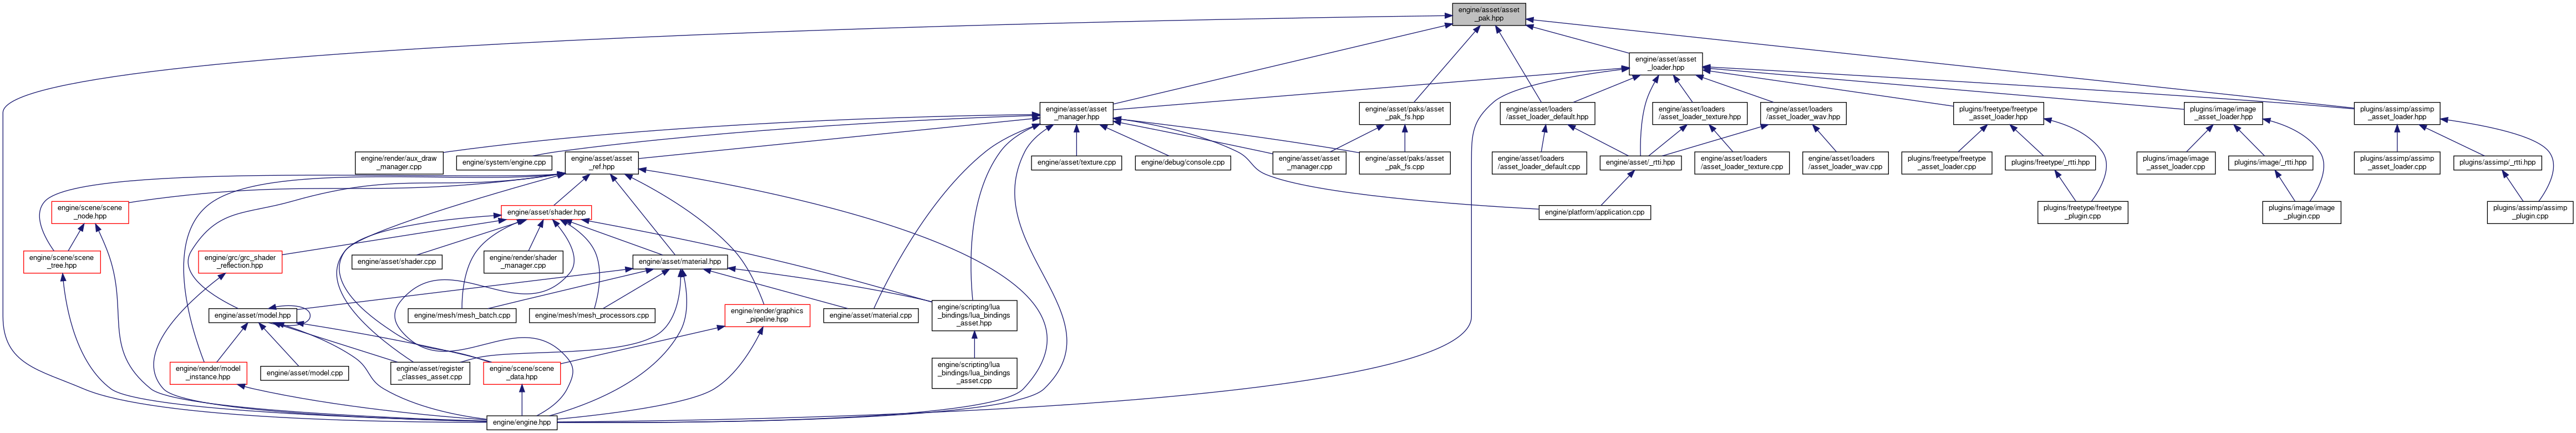 engine/asset/asset
_pak.hpp
engine/asset/asset
_loader.hpp
engine/asset/asset
_manager.hpp
engine/asset/paks/asset
_pak_fs.hpp
engine/asset/loaders
/asset_loader_default.hpp
engine/asset/loaders
/asset_loader_texture.hpp
engine/asset/loaders
/asset_loader_wav.hpp
plugins/freetype/freetype
_asset_loader.hpp
plugins/image/image
_asset_loader.hpp
plugins/assimp/assimp
_asset_loader.hpp
engine/render/aux_draw
_manager.cpp
engine/system/engine.cpp
engine/asset/asset
_ref.hpp
engine/asset/texture.cpp
engine/debug/console.cpp
engine/asset/asset
_manager.cpp
engine/asset/paks/asset
_pak_fs.cpp
engine/asset/loaders
/asset_loader_default.cpp
engine/asset/_rtti.hpp
engine/asset/loaders
/asset_loader_texture.cpp
engine/asset/loaders
/asset_loader_wav.cpp
plugins/freetype/freetype
_asset_loader.cpp
plugins/freetype/_rtti.hpp
plugins/image/image
_asset_loader.cpp
plugins/image/_rtti.hpp
plugins/assimp/assimp
_asset_loader.cpp
plugins/assimp/_rtti.hpp
engine/scene/scene
_node.hpp
engine/asset/shader.hpp
engine/platform/application.cpp
plugins/freetype/freetype
_plugin.cpp
plugins/image/image
_plugin.cpp
plugins/assimp/assimp
_plugin.cpp
engine/scene/scene
_tree.hpp
engine/grc/grc_shader
_reflection.hpp
engine/asset/shader.cpp
engine/render/shader
_manager.cpp
engine/asset/material.hpp
engine/asset/model.hpp
engine/mesh/mesh_batch.cpp
engine/mesh/mesh_processors.cpp
engine/render/graphics
_pipeline.hpp
engine/asset/material.cpp
engine/scripting/lua
_bindings/lua_bindings
_asset.hpp
engine/render/model
_instance.hpp
engine/asset/model.cpp
engine/asset/register
_classes_asset.cpp
engine/scene/scene
_data.hpp
engine/scripting/lua
_bindings/lua_bindings
_asset.cpp
engine/engine.hpp